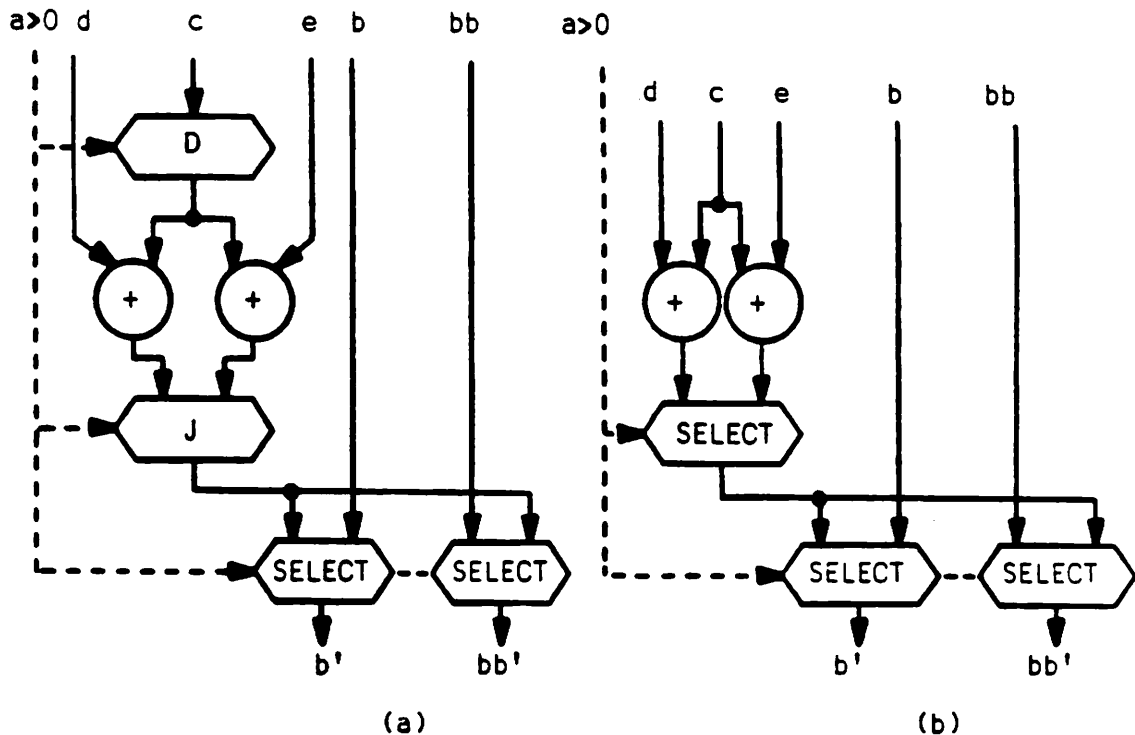 a>0 d c e b bb
D
+ +
J
SELECT SELECT
b' bb'
(a)
a>0
d c e b bb
+ +
SELECT
SELECT SELECT
b' bb'
(b)